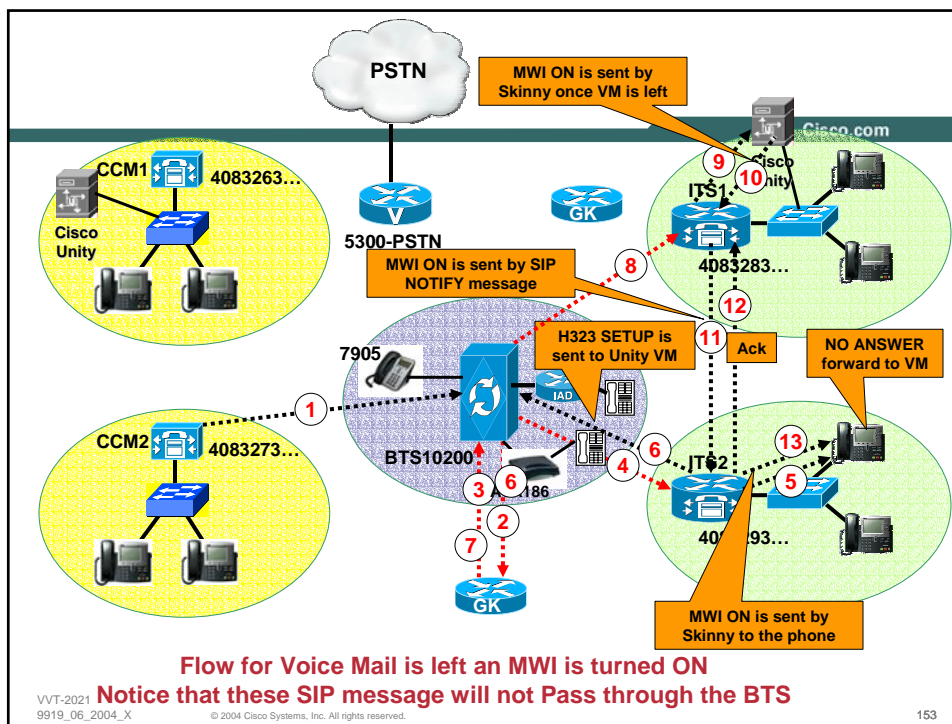 PSTN
MWI ON is sent by
Skinny once VM is left
Cisco.com
CCM1
4083263...
Cisco
Unity
V
5300-PSTN
GK
9
10
Cisco
Unity
ITS1
4083283...
8
MWI ON is sent by SIP
NOTIFY message
12
11
Ack
H323 SETUP is
sent to Unity VM
NO ANSWER
forward to VM
7905
IAD
1
CCM2
4083273...
BTS10200
3
6
186
4
6
ITS2
13
5
2
7
GK
MWI ON is sent by
Skinny to the phone
Flow for Voice Mail is left an MWI is turned ON
Notice that these SIP message will not Pass through the BTS
VVT-2021
9919_06_2004_X
© 2004 Cisco Systems, Inc. All rights reserved.
153